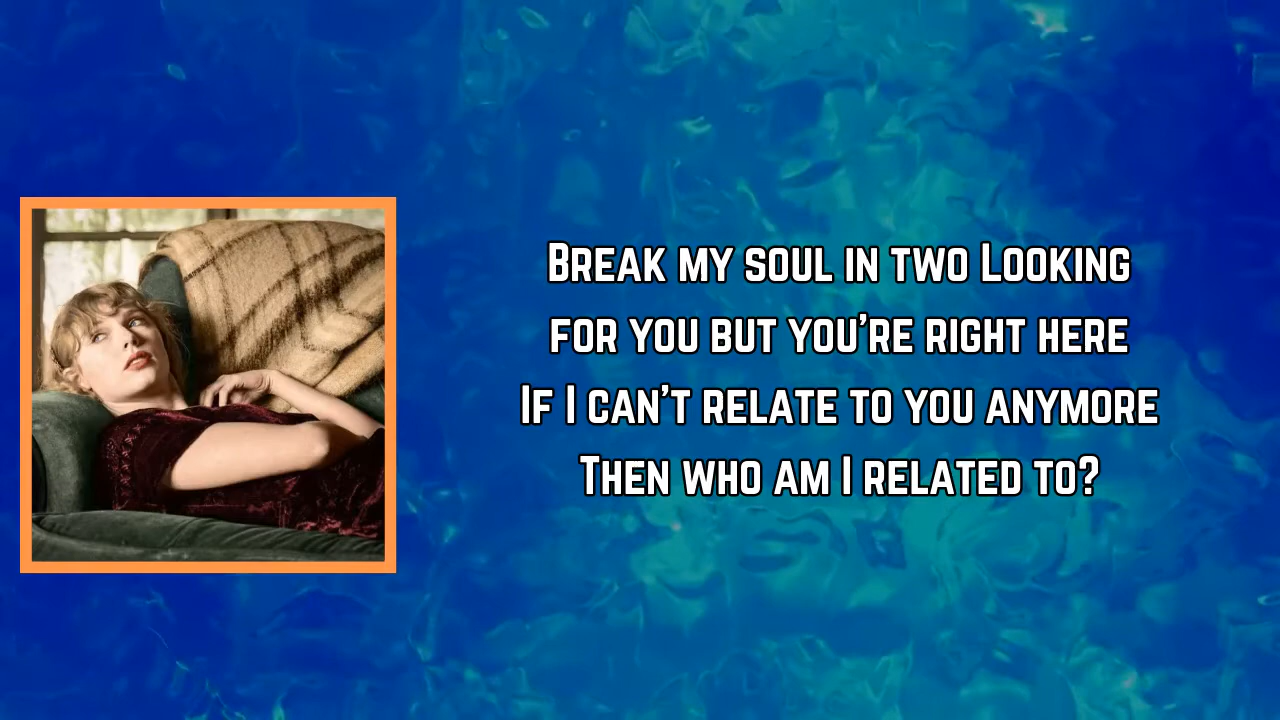 Break my soul in two Looking
for you but you're right here
If I can't relate to you anymore
Then who am I related to?